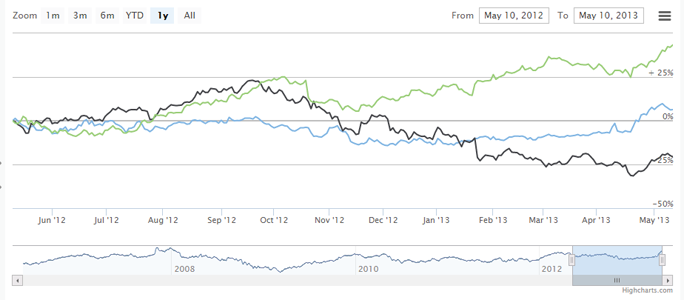 Zoom 1m 3m 6m YTD 1y All From May 10, 2012 To May 10, 2013
+ 25%
0%
-25%
-50%
Jun '12 Jul '12 Aug '12 Sep '12 Oct '12 Nov '12 Dec '12 Jan '13 Feb '13 Mar '13 Apr '13 May '13
2008 2010 2012
Highcharts.com